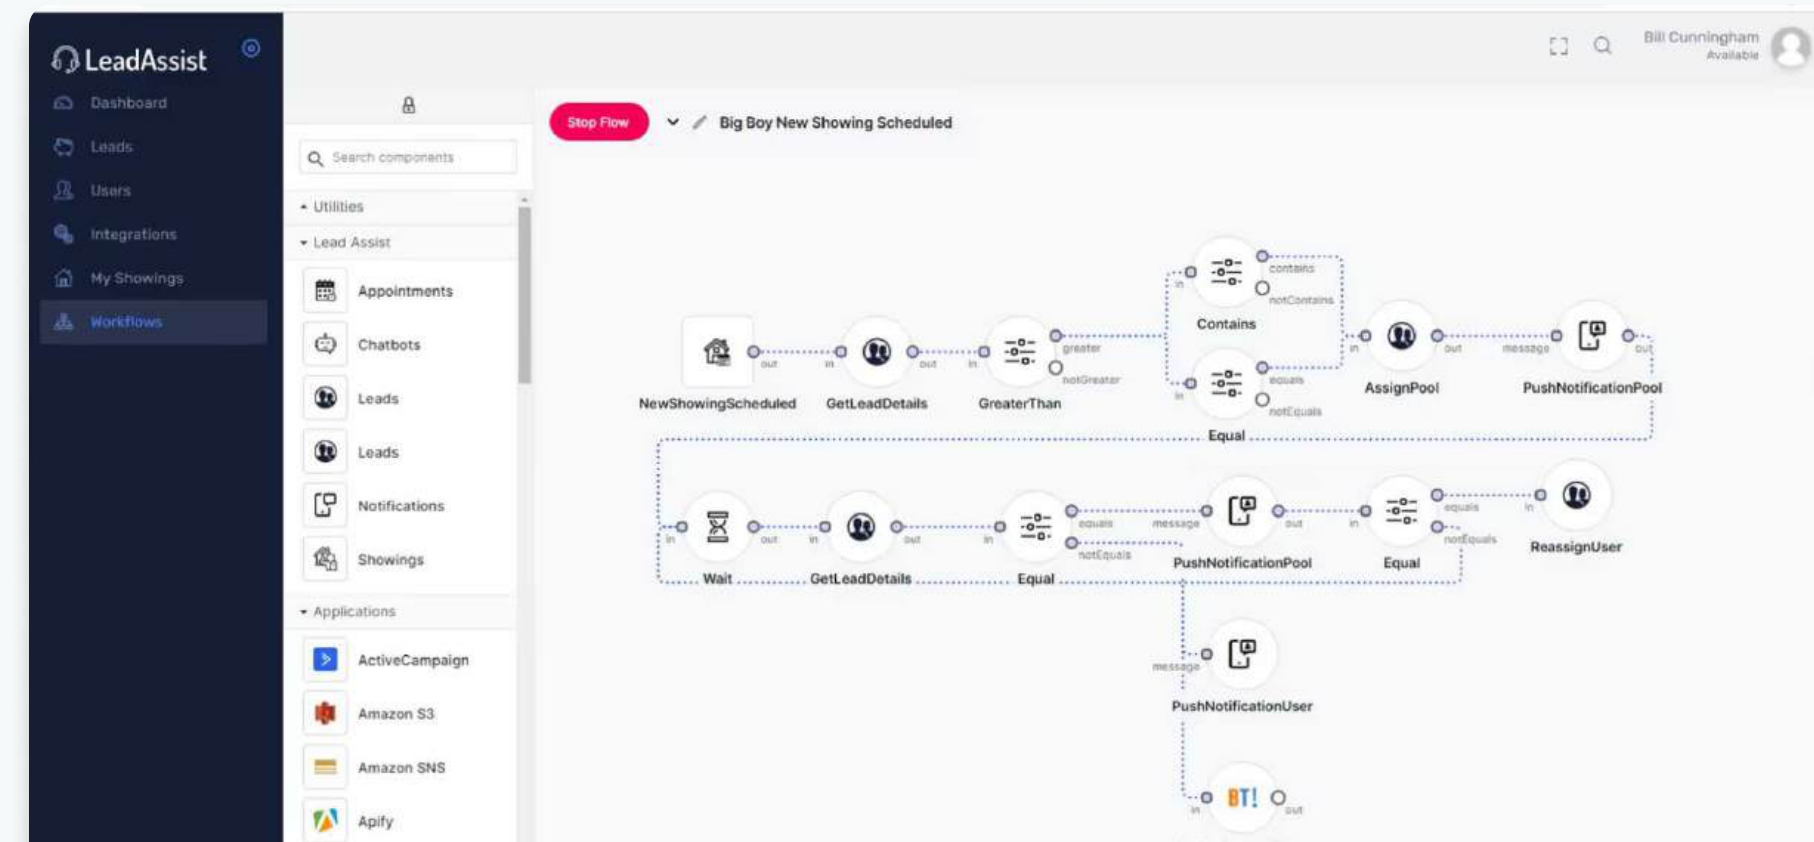 LeadAssist
Bill Cunningham
Available
Dashboard
Leads
Users
Integrations
My Showings
Workflows
Search components
Utilities
Lead Assist
Appointments
Chatbots
Leads
Leads
Notifications
Showings
Applications
ActiveCampaign
Amazon S3
Amazon SNS
Apify
Stop Flow
Big Boy New Showing Scheduled
in
contains
notContains
Contains
out
in
out
in
greater
notGreater
NewShowingScheduled
GetLeadDetails
GreaterThan
in
equals
notEquals
Equal
in
out
AssignPool
message
out
PushNotificationPool
in
out
in
out
in
equals
notEquals
message
out
in
equals
notEquals
in
Wait
GetLeadDetails
Equal
PushNotificationPool
Equal
ReassignUser
message
PushNotificationUser
in
BT!
out